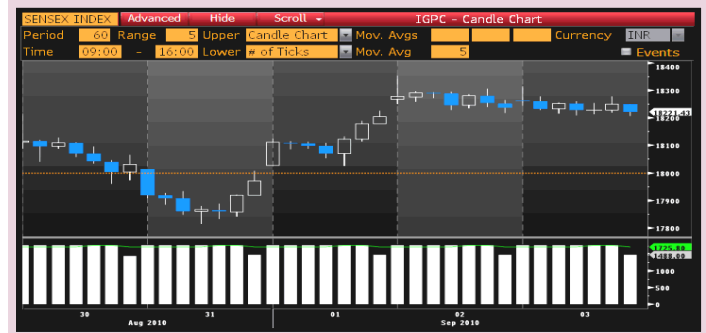 SENSEX INDEX Advanced Hide Scroll IGPC - Candle Chart
Period 60 Range 5 Upper Candle Chart Mov. Avgs Currency INR
Time 09:00 - 16:00 Lower # of Ticks Mov. Avg 5 Events
18400
18300
18221.43
18200
18100
18000
17900
17800
1725.80
1488.00
1000
500
0
30 31 01 02 03
Aug 2010 Sep 2010